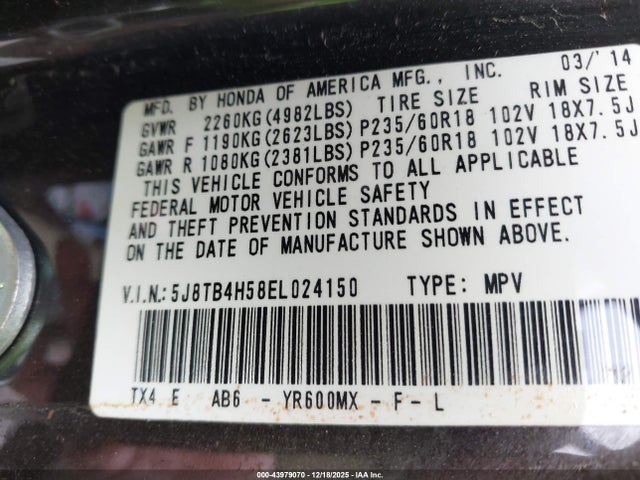 MFD. BY HONDA OF AMERICA MFG., INC. 03/'14
GVWR 2260KG(4982LBS) TIRE SIZE RIM SIZE
GAWR F 1190KG(2623LBS) P235/60R18 102V 18X7.5J
GAWR R 1080KG(2381LBS) P235/60R18 102V 18X7.5J
THIS VEHICLE CONFORMS TO ALL APPLICABLE
FEDERAL MOTOR VEHICLE SAFETY
AND THEFT PREVENTION STANDARDS IN EFFECT
ON THE DATE OF MANUFACTURE SHOWN ABOVE.
V.I.N.: 5J8TB4H58EL024150 TYPE: MPV
TX4 E AB6 - YR600MX - F - L
000-43979070 | 12/18/2025 - IAA Inc.